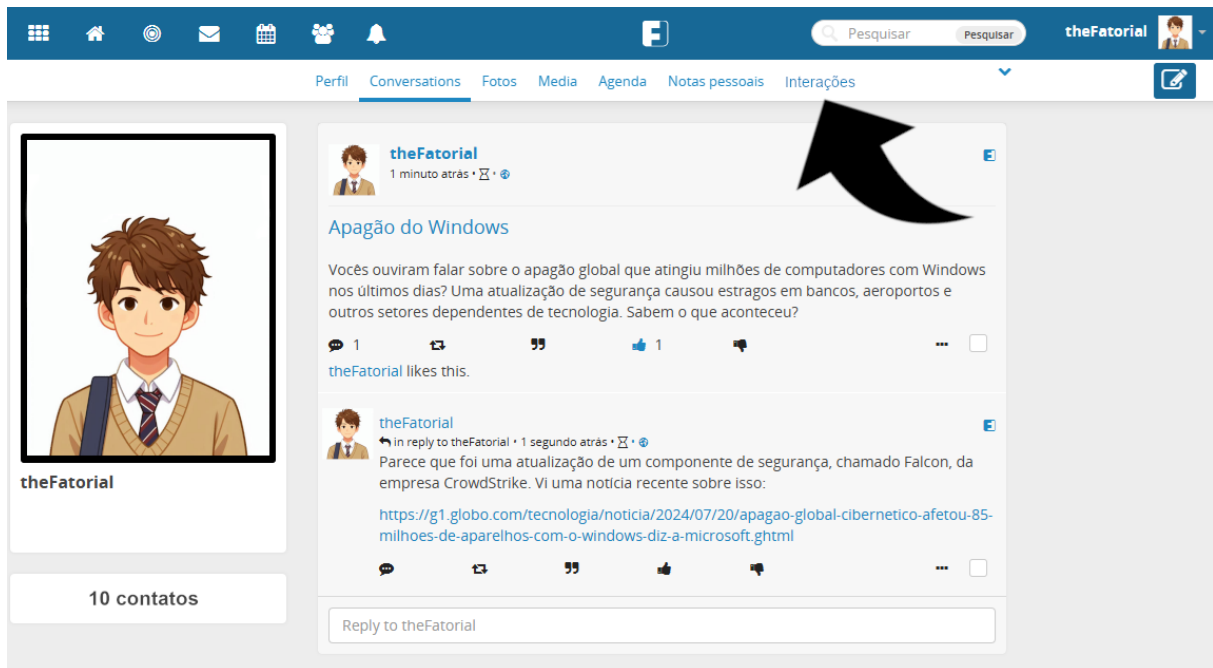 Pesquisar Pesquisar theFatorial
Perfil Conversations Fotos Media Agenda Notas pessoais Interações
theFatorial
10 contatos
theFatorial
1 minuto atrás
Apagão do Windows
Vocês ouviram falar sobre o apagão global que atingiu milhões de computadores com Windows
nos últimos dias? Uma atualização de segurança causou estragos em bancos, aeroportos e
outros setores dependentes de tecnologia. Sabem o que aconteceu?
1 1
theFatorial likes this.
theFatorial
in reply to theFatorial • 1 segundo atrás
Parece que foi uma atualização de um componente de segurança, chamado Falcon, da
empresa CrowdStrike. Vi uma notícia recente sobre isso:
https://g1.globo.com/tecnologia/noticia/2024/07/20/apagao-global-cibernetico-afetou-85-
milhoes-de-aparelhos-com-o-windows-diz-a-microsoft.ghtml
Reply to theFatorial